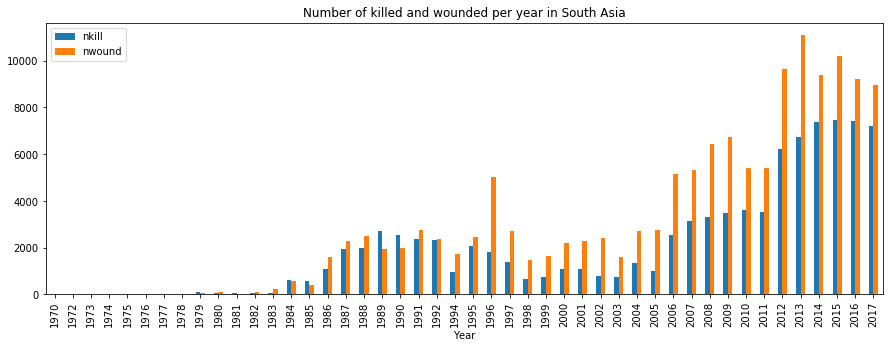 Number of killed and wounded per year in South Asia
nkill
nwound
10000
8000
6000
4000
2000
0
1970 1972 1973 1974 1975 1976 1977 1978 1979 1980 1981 1982 1983 1984 1985 1986 1987 1988 1989 1990 1991 1992 1994 1995 1996 1997 1998 1999 2000 2001 2002 2003 2004 2005 2006 2007 2008 2009 2010 2011 2012 2013 2014 2015 2016 2017
Year